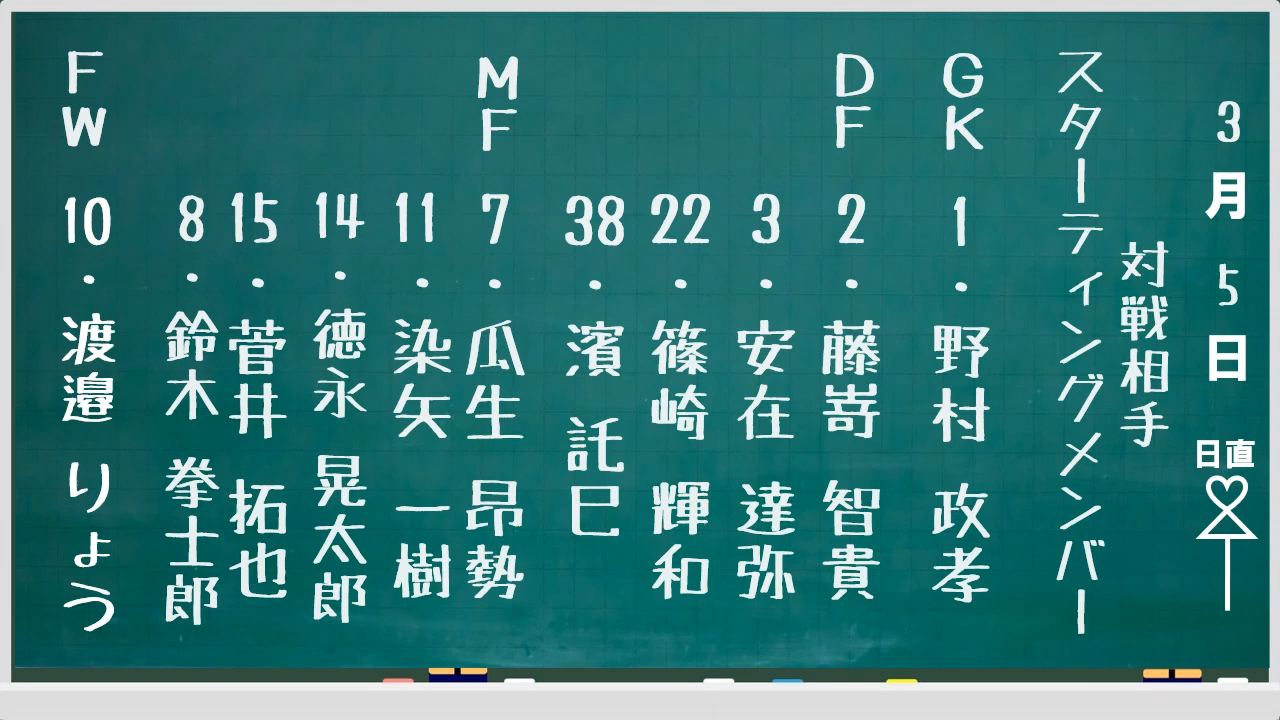 3月5日
日直
対戦相手
スターティングメンバー
GK 1・野村 政孝
DF 2・藤嵜 智貴
3・安在 達弥
22・篠崎 輝和
38・濱 託巳
MF 7・瓜生 昂勢
11・染矢 一樹
14・徳永 晃太郎
15・菅井 拓也
8・鈴木 拳士郎
FW 10・渡邉 りょう